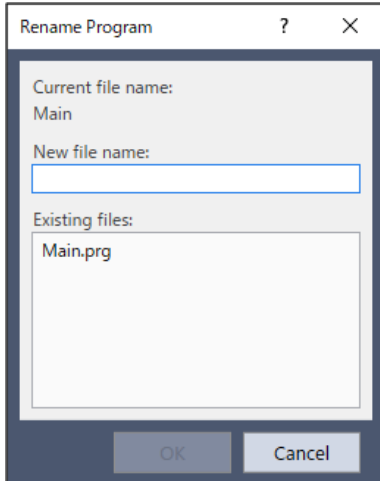 Rename Program ?
Current file name:
Main
New file name:
Existing files:
Main.prg
OK Cancel